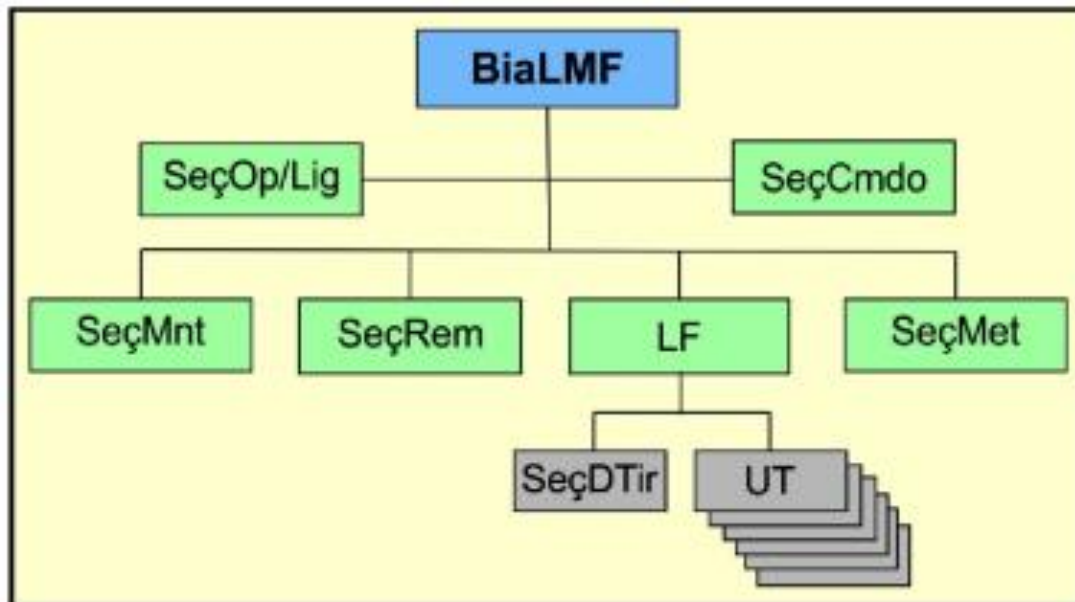 BiaLMF
SeçOp/Lig
SeçCmdo
SeçMnt
SeçRem
LF
SeçMet
SeçDTir
UT